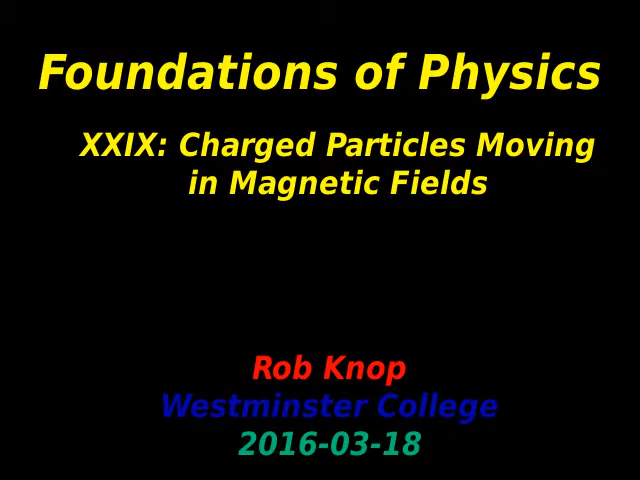 Foundations of Physics
XXIX: Charged Particles Moving
in Magnetic Fields
Rob Knop
Westminster College
2016-03-18